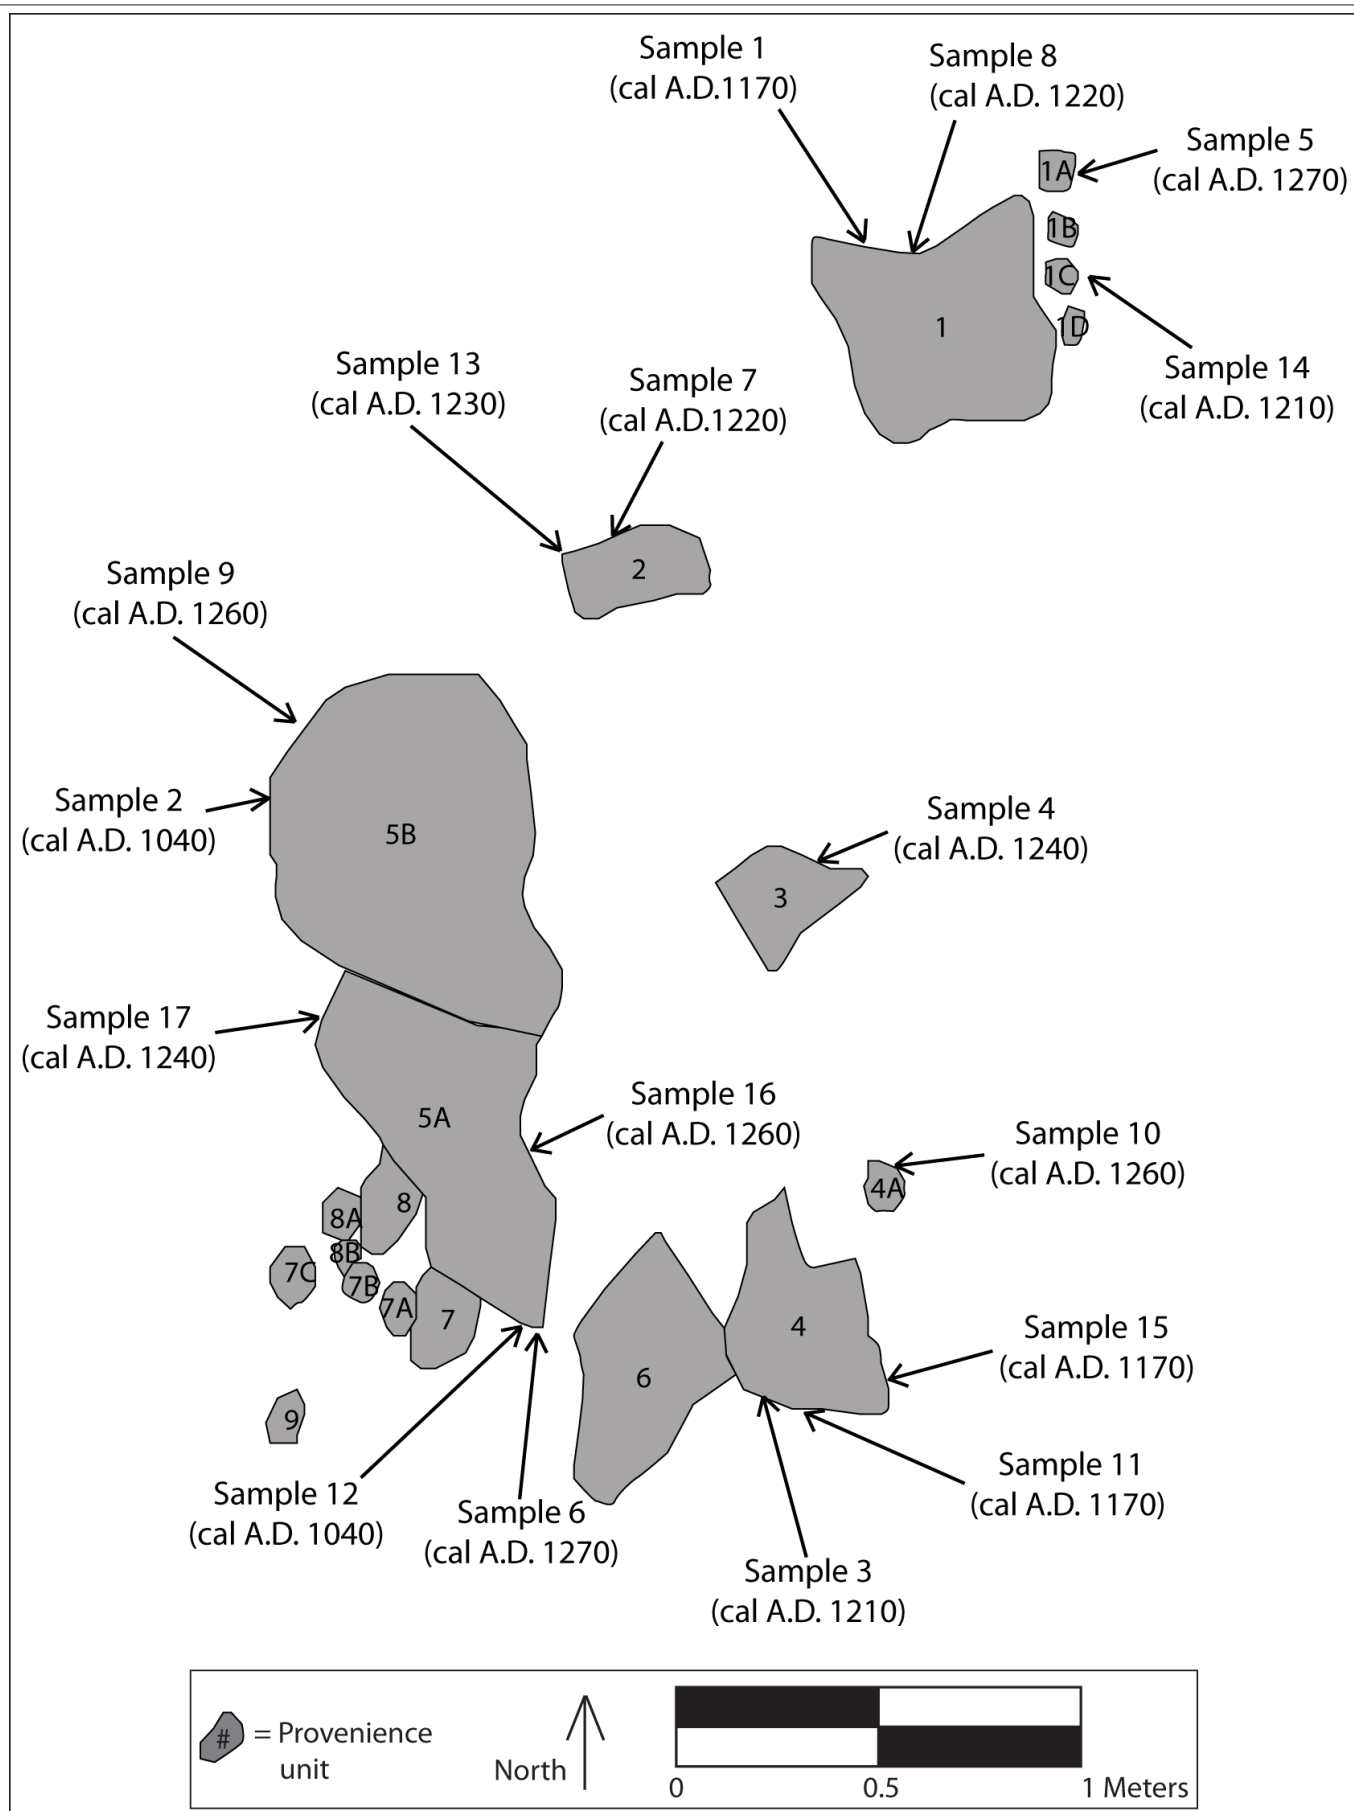 Sample 1
(cal A.D.1170)
Sample 8
(cal A.D. 1220)
Sample 5
(cal A.D. 1270)
1A
1B
1C
1D
1
Sample 14
(cal A.D. 1210)
Sample 13
(cal A.D. 1230)
Sample 7
(cal A.D.1220)
2
Sample 9
(cal A.D. 1260)
Sample 2
(cal A.D. 1040)
5B
Sample 4
(cal A.D. 1240)
3
Sample 17
(cal A.D. 1240)
5A
Sample 16
(cal A.D. 1260)
Sample 10
(cal A.D. 1260)
4A
8
8A
8B
7C
7B
7A
7
4
6
9
Sample 15
(cal A.D. 1170)
Sample 11
(cal A.D. 1170)
Sample 12
(cal A.D. 1040)
Sample 6
(cal A.D. 1270)
Sample 3
(cal A.D. 1210)
# = Provenience
unit
North
0 0.5 1 Meters